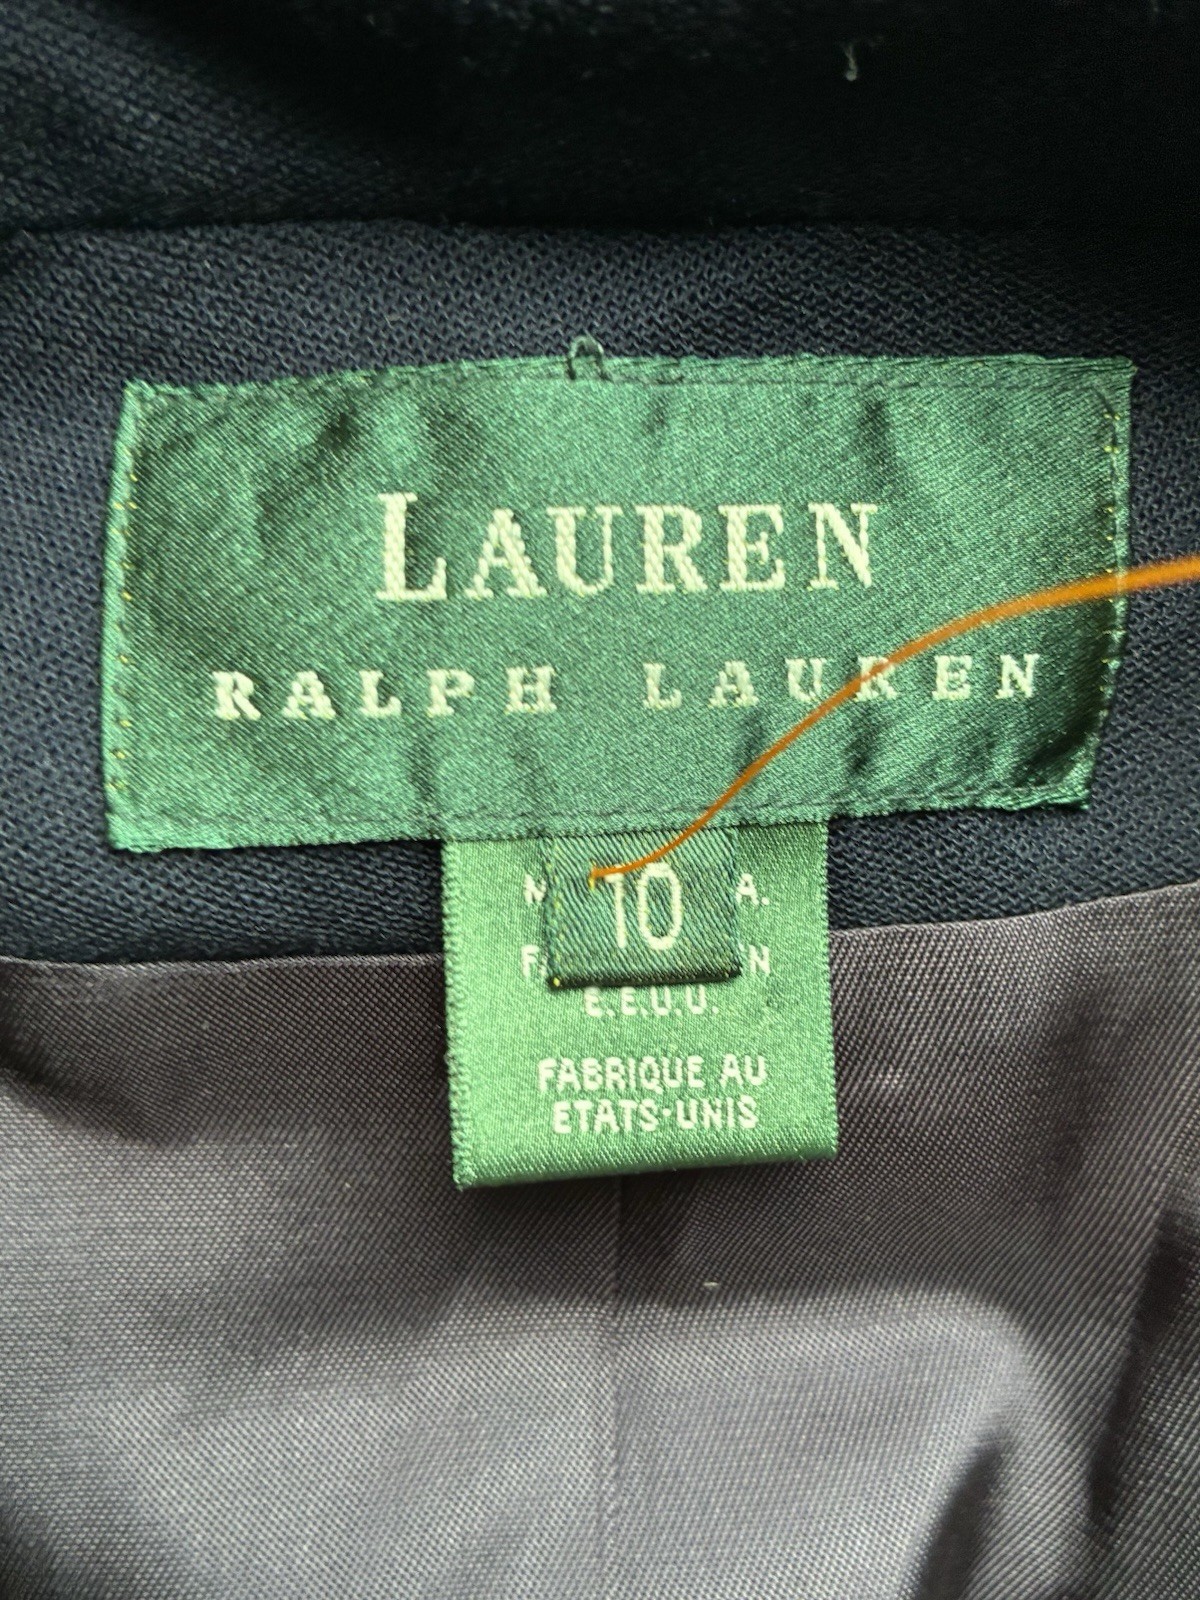 LAUREN
RALPH LAUREN
10
E.E.U.U.
FABRIQUE AU
ETATS-UNIS